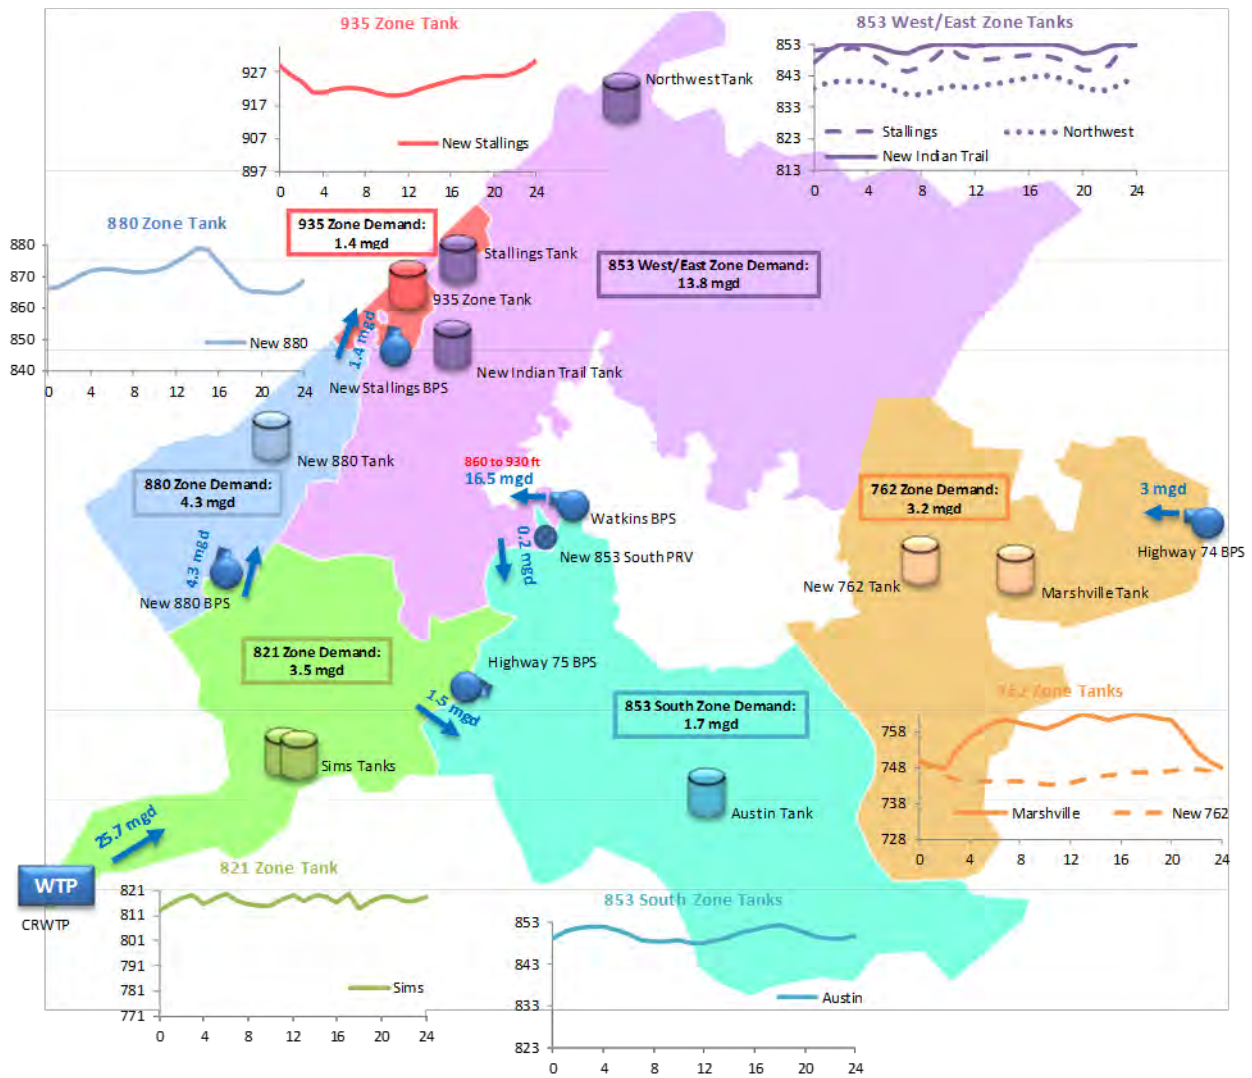 935 Zone Tank
927
917
907
897
New Stallings
0 4 8 12 16 20 24
853 West/East Zone Tanks
853
843
833
823
813
Stallings
Northwest
New Indian Trail
0 4 8 12 16 20 24
Northwest Tank
880 Zone Tank
880
870
860
850
840
New 880
0 4 8 12 16 20 24
935 Zone Demand:
1.4 mgd
Stallings Tank
935 Zone Tank
853 West/East Zone Demand:
13.8 mgd
1.4 mgd
New Stallings BPS
New Indian Trail Tank
New 880 Tank
880 Zone Demand:
4.3 mgd
860 to 930 ft
16.5 mgd
Watkins BPS
0.2 mgd
New 853 South PRV
762 Zone Demand:
3.2 mgd
3 mgd
Highway 74 BPS
New 762 Tank
Marshville Tank
4.3 mgd
New 880 BPS
821 Zone Demand:
3.5 mgd
Highway 75 BPS
1.5 mgd
853 South Zone Demand:
1.7 mgd
Sims Tanks
Austin Tank
762 Zone Tanks
758
748
738
728
Marshville
New 762
0 4 8 12 16 20 24
25.7 mgd
WTP
CRWTP
821 Zone Tank
821
811
801
791
781
771
Sims
0 4 8 12 16 20 24
853 South Zone Tanks
853
843
833
823
Austin
0 4 8 12 16 20 24